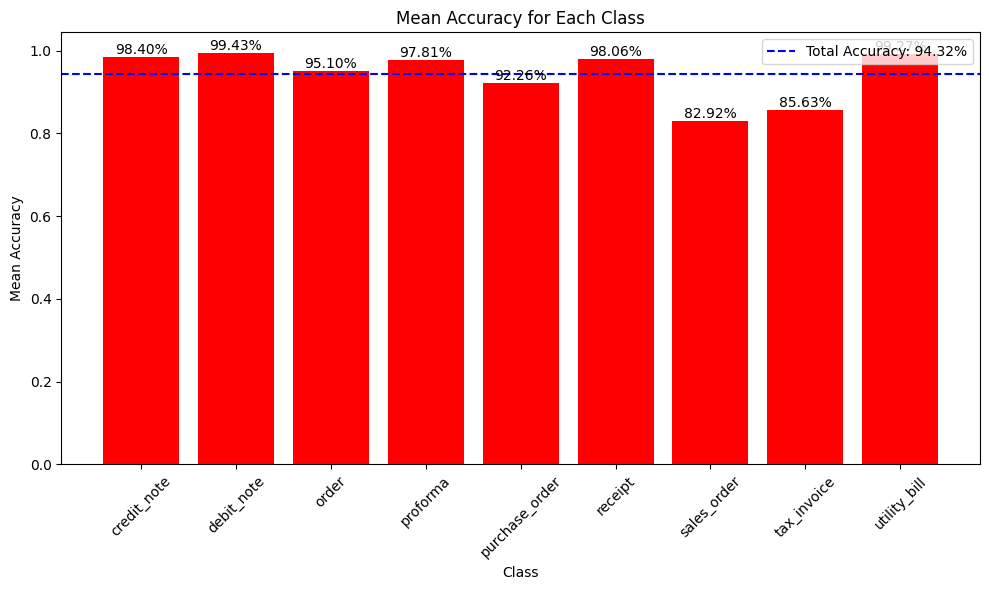 Mean Accuracy for Each Class
Total Accuracy: 94.32%
98.40%
99.43%
95.10%
97.81%
92.26%
98.06%
82.92%
85.63%
99.27%
Mean Accuracy
1.0
0.8
0.6
0.4
0.2
0.0
credit_note
debit_note
order
proforma
purchase_order
receipt
sales_order
tax_invoice
utility_bill
Class